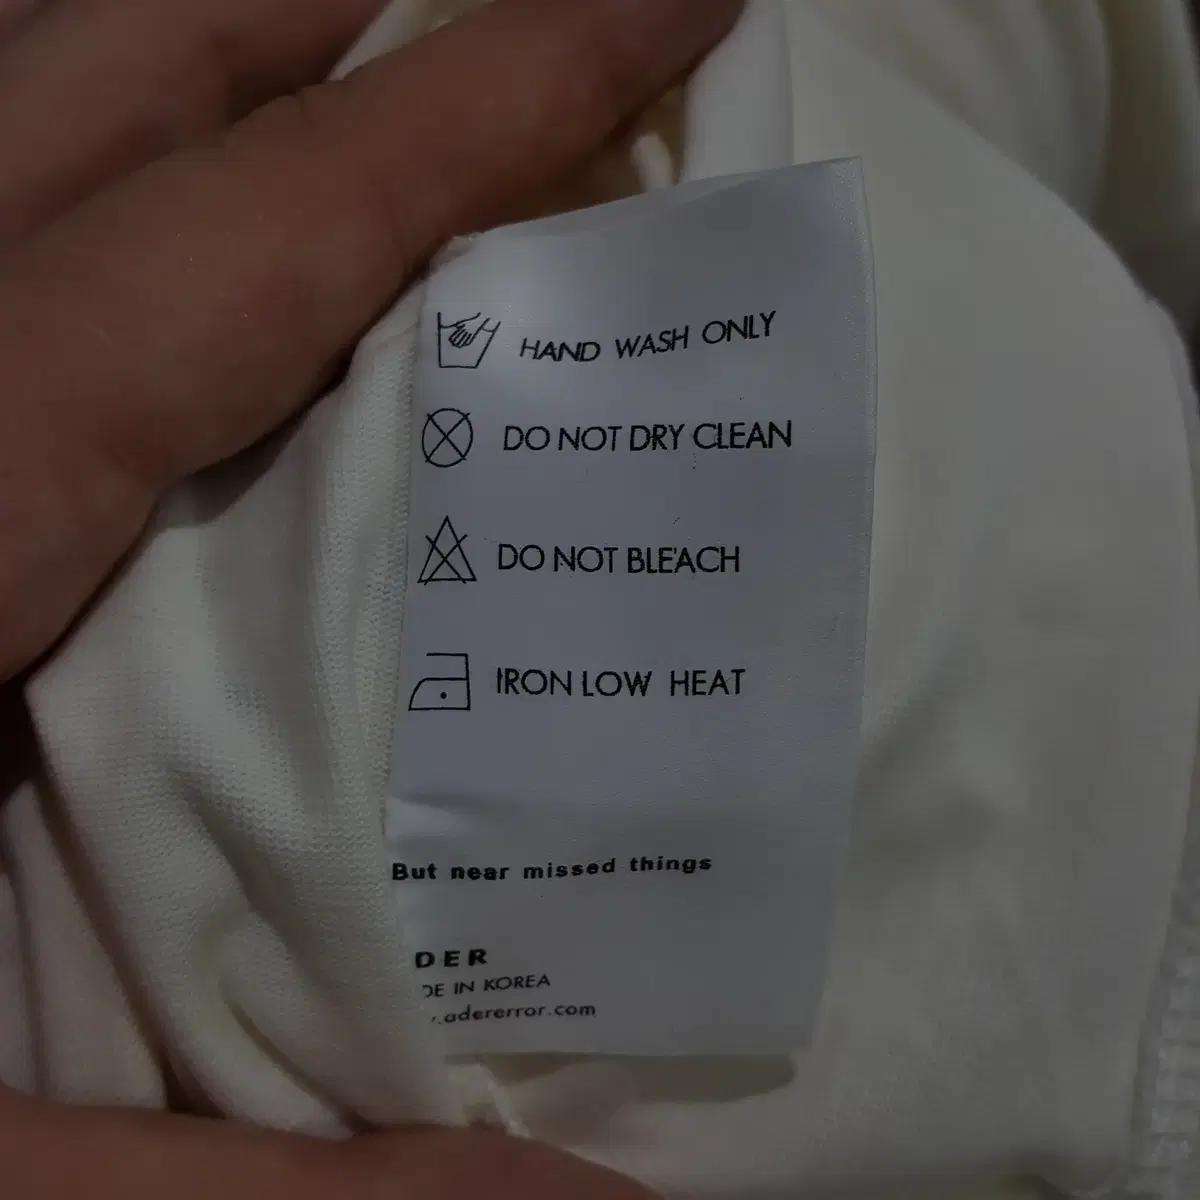 HAND WASH ONLY
DO NOT DRY CLEAN
DO NOT BLEACH
IRON LOW HEAT
But near missed things
DER
DE IN KOREA
.adererror.com